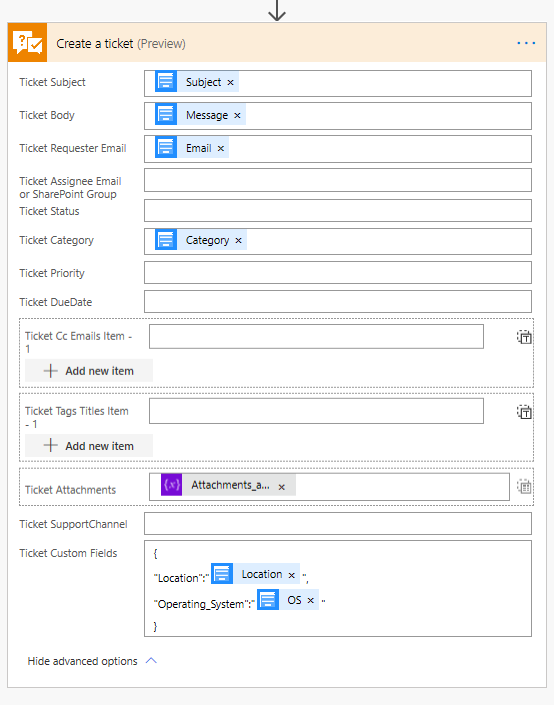 Create a ticket (Preview)
Ticket Subject Subject ×
Ticket Body Message ×
Ticket Requester Email Email ×
Ticket Assignee Email
or SharePoint Group
Ticket Status
Ticket Category Category ×
Ticket Priority
Ticket DueDate
Ticket Cc Emails Item -
1
+ Add new item
Ticket Tags Titles Item
- 1
+ Add new item
Ticket Attachments {x} Attachments_a... ×
Ticket SupportChannel
Ticket Custom Fields {
"Location":" Location × ",
"Operating_System":" OS × "
}
Hide advanced options